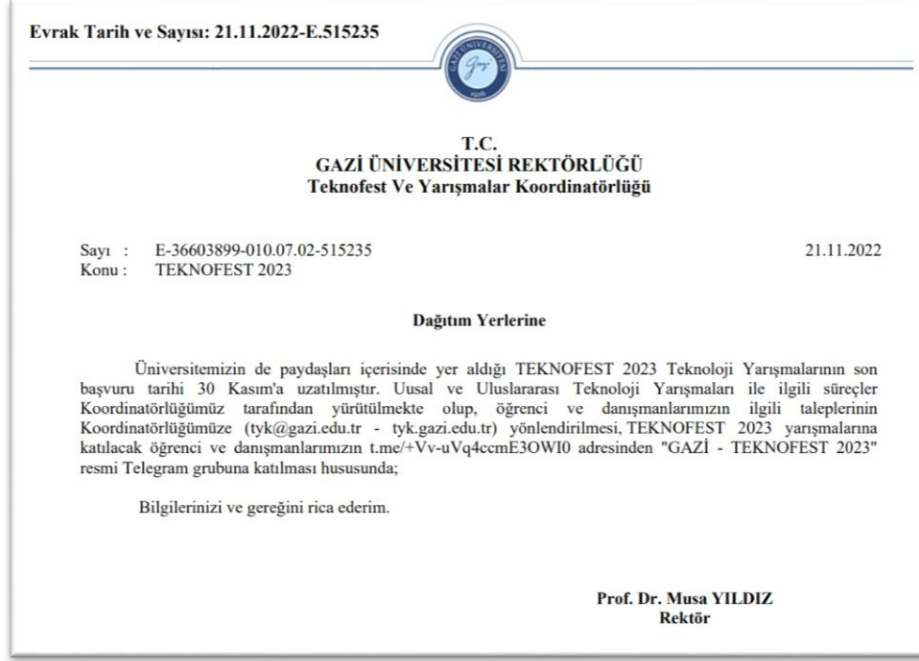 Evrak Tarih ve Sayısı: 21.11.2022-E.515235
GAZİ ÜNİVERSİTESİ
Gazi
T.C.
GAZİ ÜNİVERSİTESİ REKTÖRLÜĞÜ
Teknofest Ve Yarışmalar Koordinatörlüğü
Sayı : E-36603899-010.07.02-515235 21.11.2022
Konu : TEKNOFEST 2023
Dağıtım Yerlerine
Üniversitemizin de paydaşları içerisinde yer aldığı TEKNOFEST 2023 Teknoloji Yarışmalarının son
başvuru tarihi 30 Kasım'a uzatılmıştır. Uusal ve Uluslararası Teknoloji Yarışmaları ile ilgili süreçler
Koordinatörlüğümüz tarafından yürütülmekte olup, öğrenci ve danışmanlarımızın ilgili taleplerinin
Koordinatörlüğümüze (tyk@gazi.edu.tr - tyk.gazi.edu.tr) yönlendirilmesi, TEKNOFEST 2023 yarışmalarına
katılacak öğrenci ve danışmanlarımızın t.me/+Vv-uVq4ccmE3OWI0 adresinden "GAZİ - TEKNOFEST 2023"
resmi Telegram grubuna katılması hususunda;
Bilgilerinizi ve gereğini rica ederim.
Prof. Dr. Musa YILDIZ
Rektör